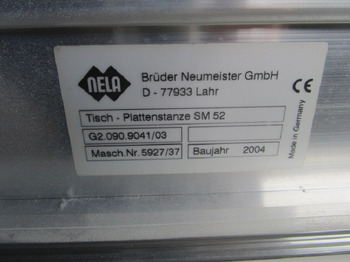 NELA
Brüder Neumeister GmbH
D - 77933 Lahr
CE
Made in Germany
Tisch - Plattenstanze SM 52
G2.090.9041/03
Masch.Nr. 5927/37
Baujahr 2004